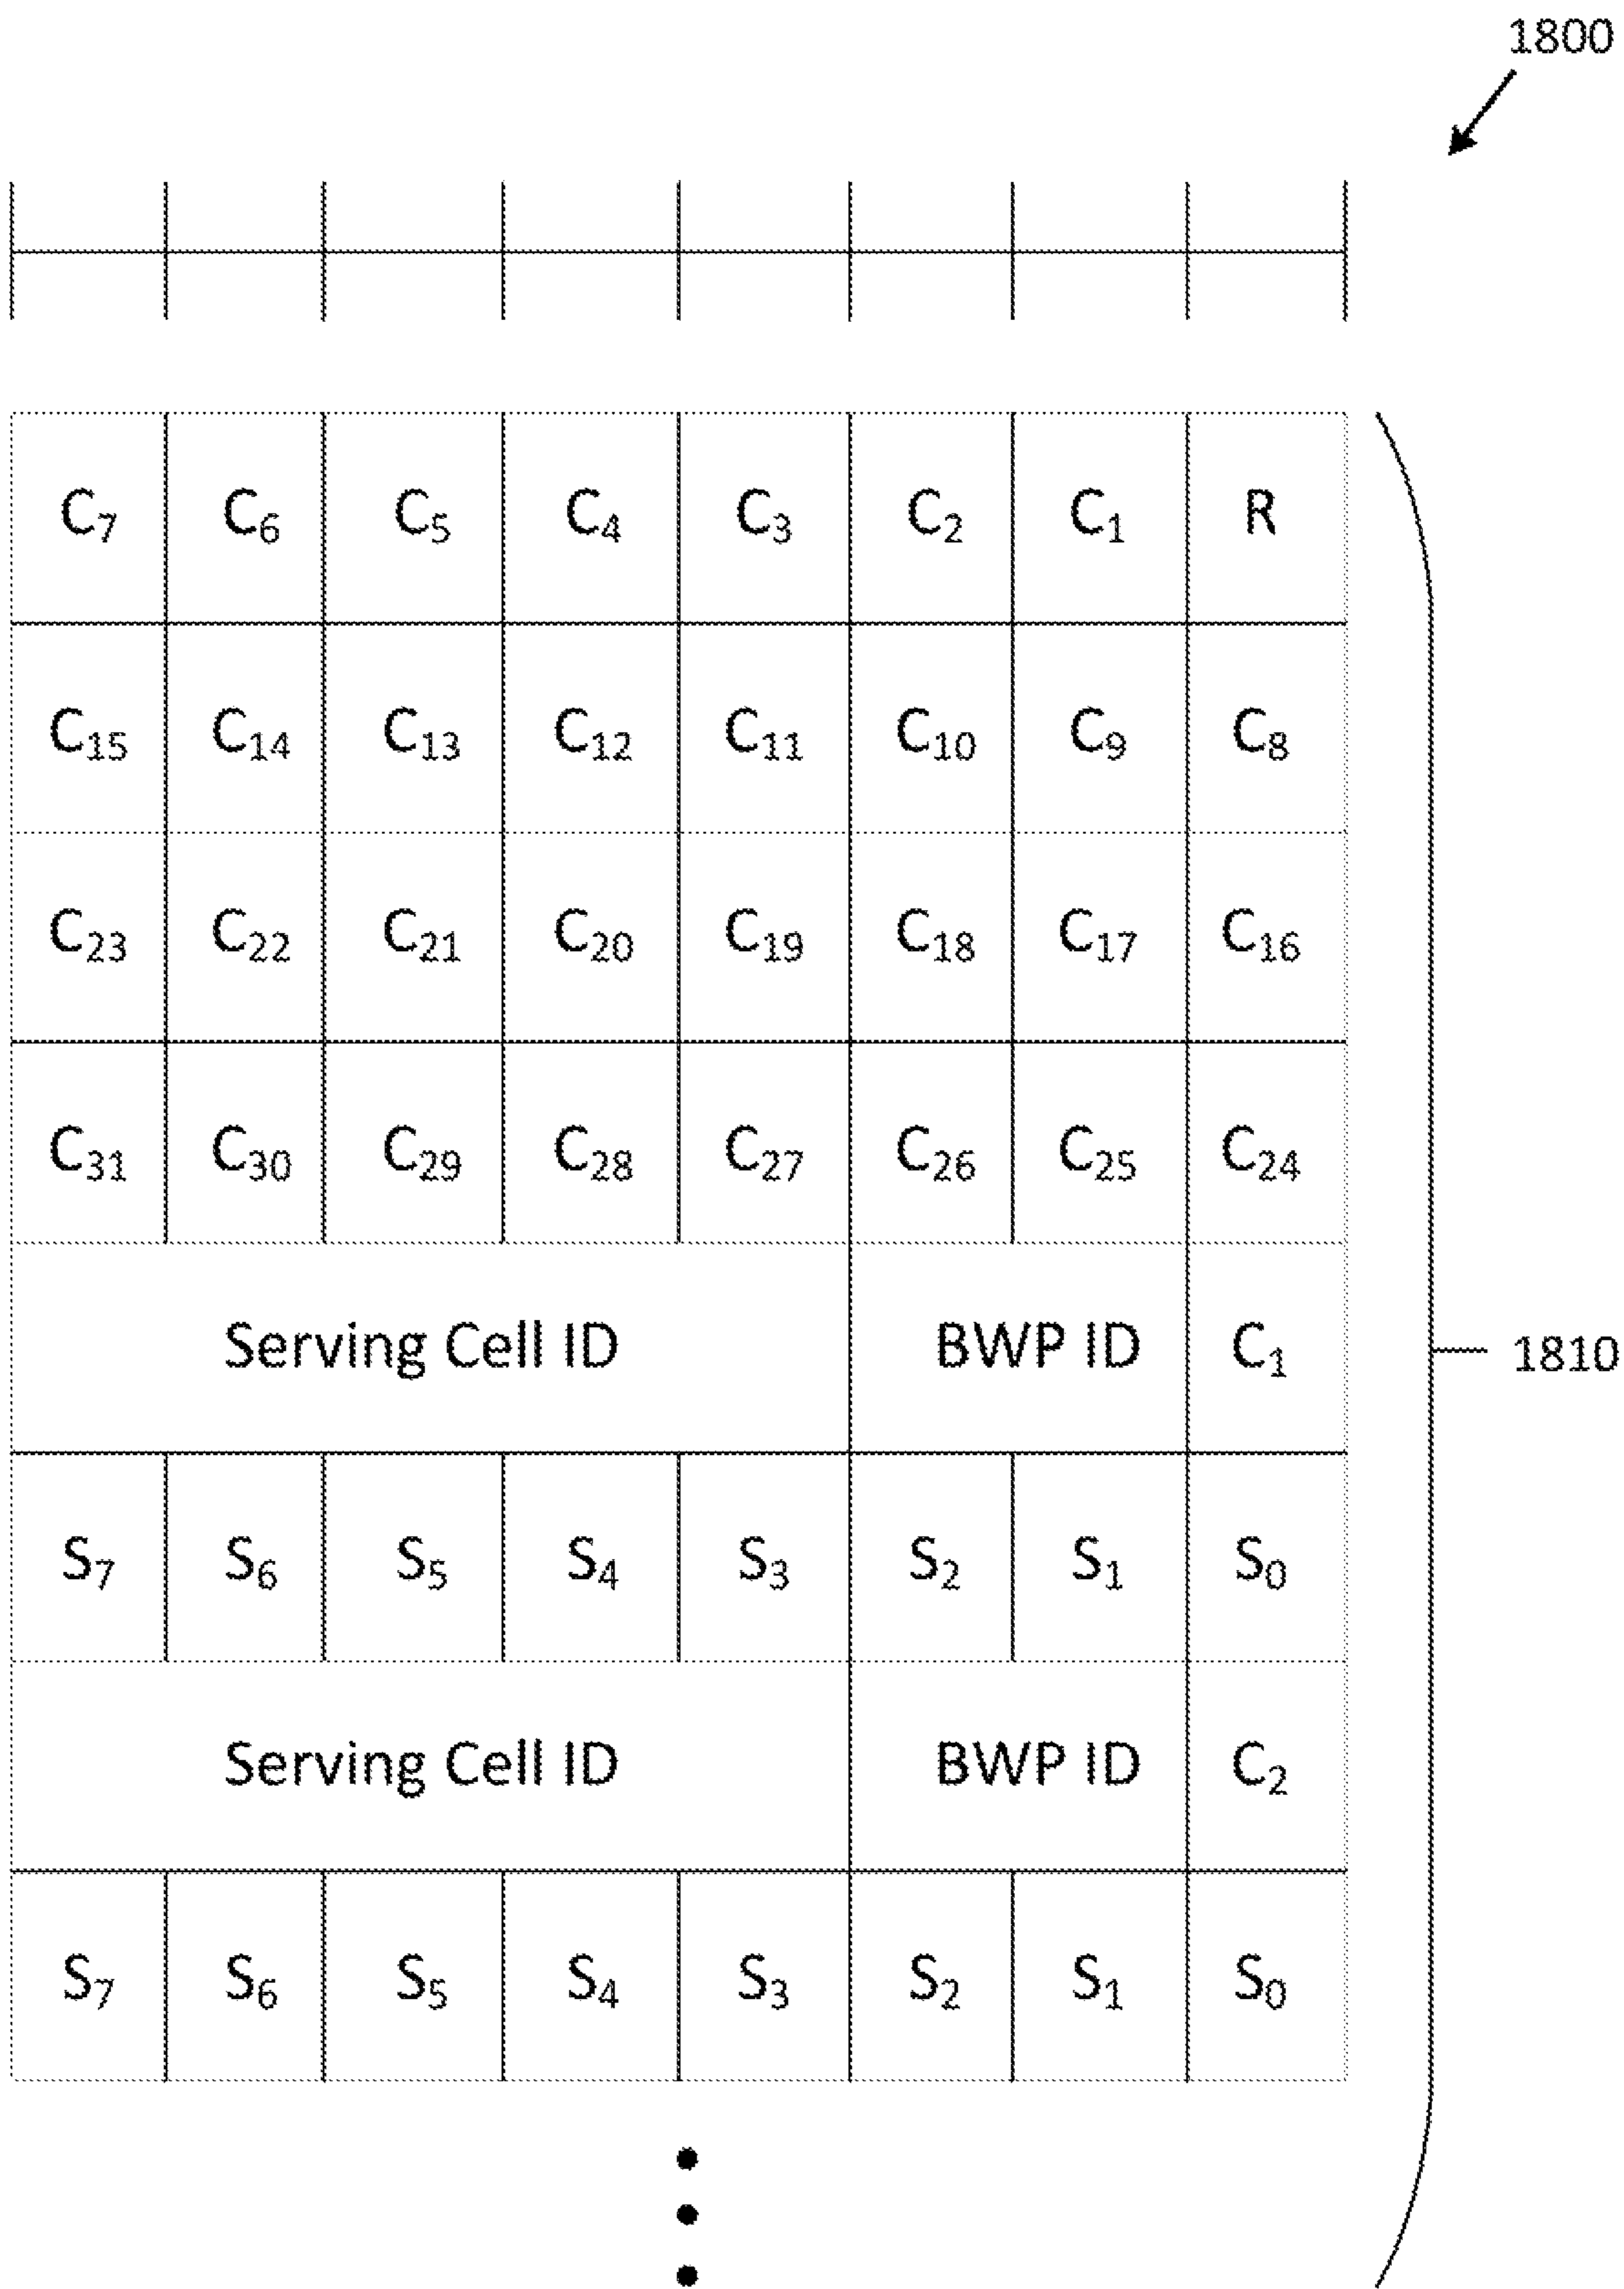 1800
C₇ C₆ C₅ C₄ C₃ C₂ C₁ R
C₁₅ C₁₄ C₁₃ C₁₂ C₁₁ C₁₀ C₉ C₈
C₂₃ C₂₂ C₂₁ C₂₀ C₁₉ C₁₈ C₁₇ C₁₆
C₃₁ C₃₀ C₂₉ C₂₈ C₂₇ C₂₆ C₂₅ C₂₄
Serving Cell ID BWP ID C₁ 1810
S₇ S₆ S₅ S₄ S₃ S₂ S₁ S₀
Serving Cell ID BWP ID C₂
S₇ S₆ S₅ S₄ S₃ S₂ S₁ S₀